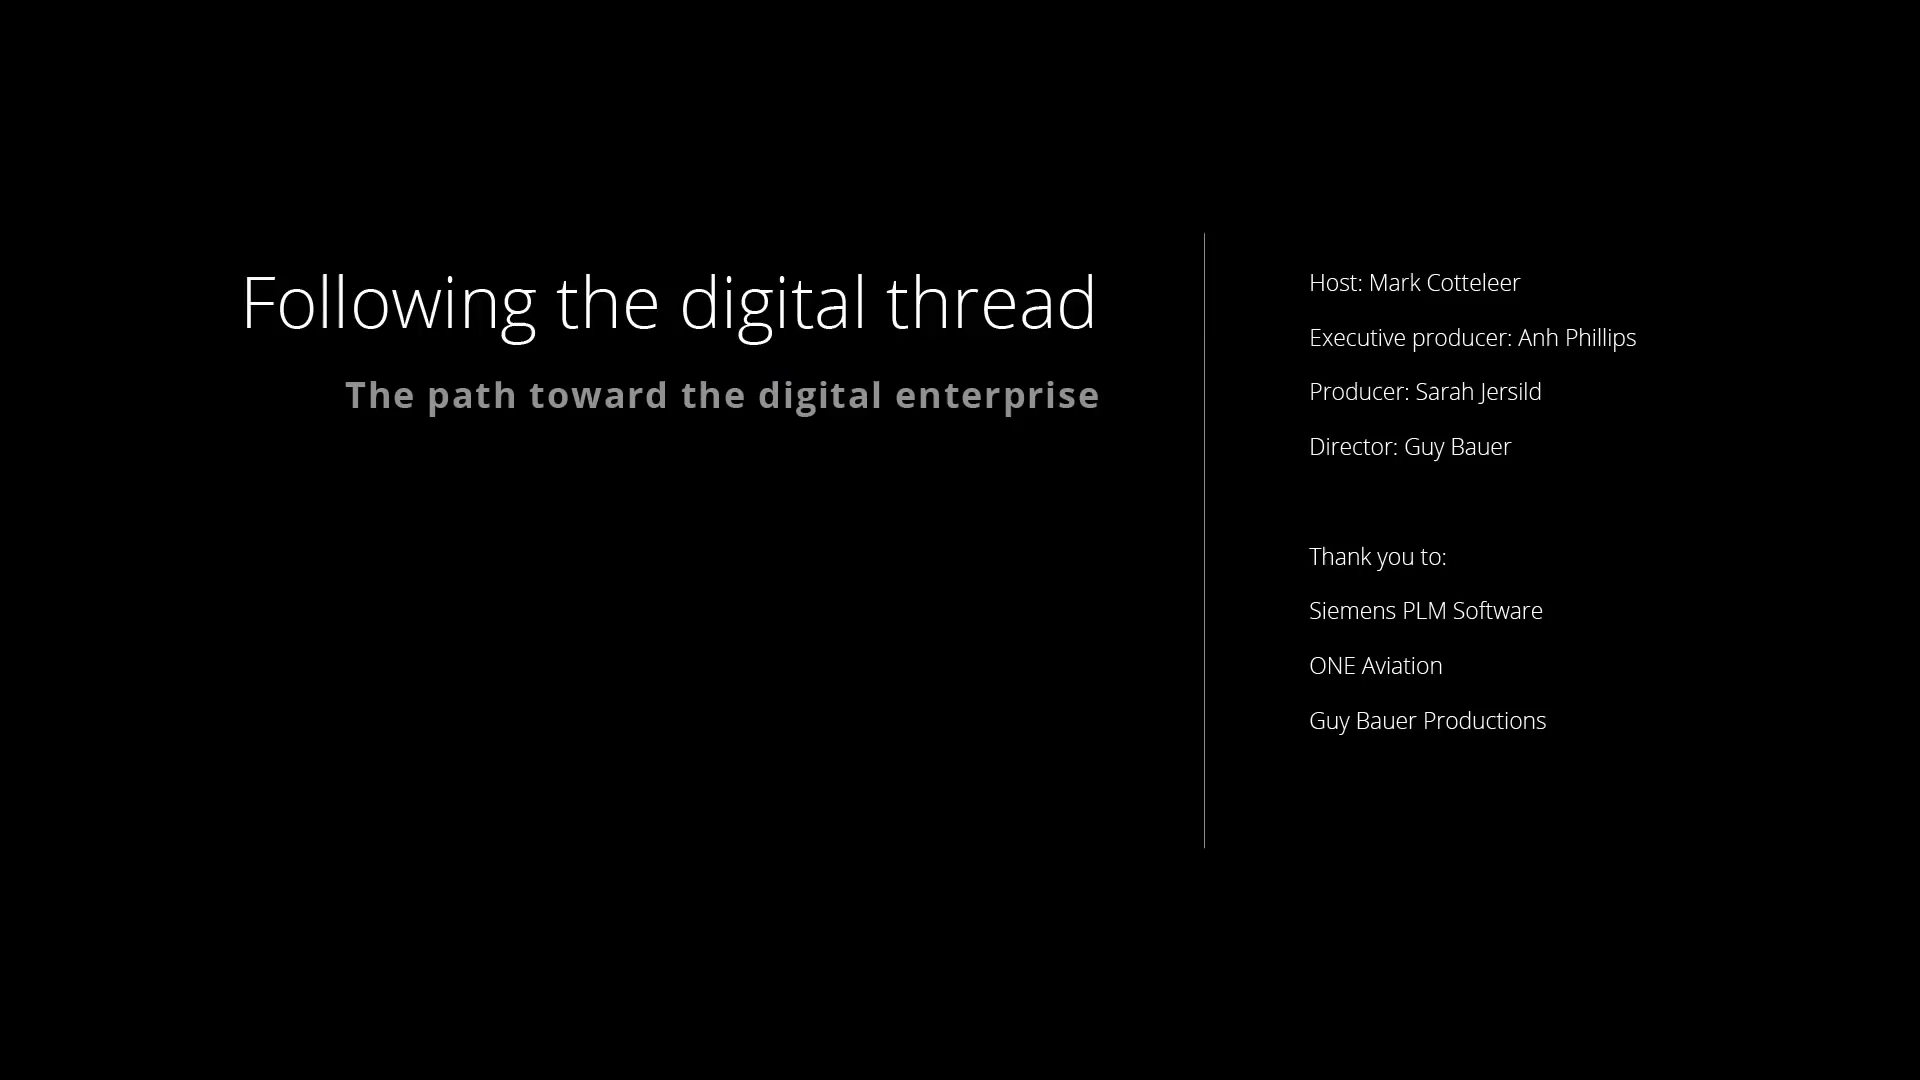 Following the digital thread
The path toward the digital enterprise
Host: Mark Cotteleer
Executive producer: Anh Phillips
Producer: Sarah Jersild
Director: Guy Bauer
Thank you to:
Siemens PLM Software
ONE Aviation
Guy Bauer Productions